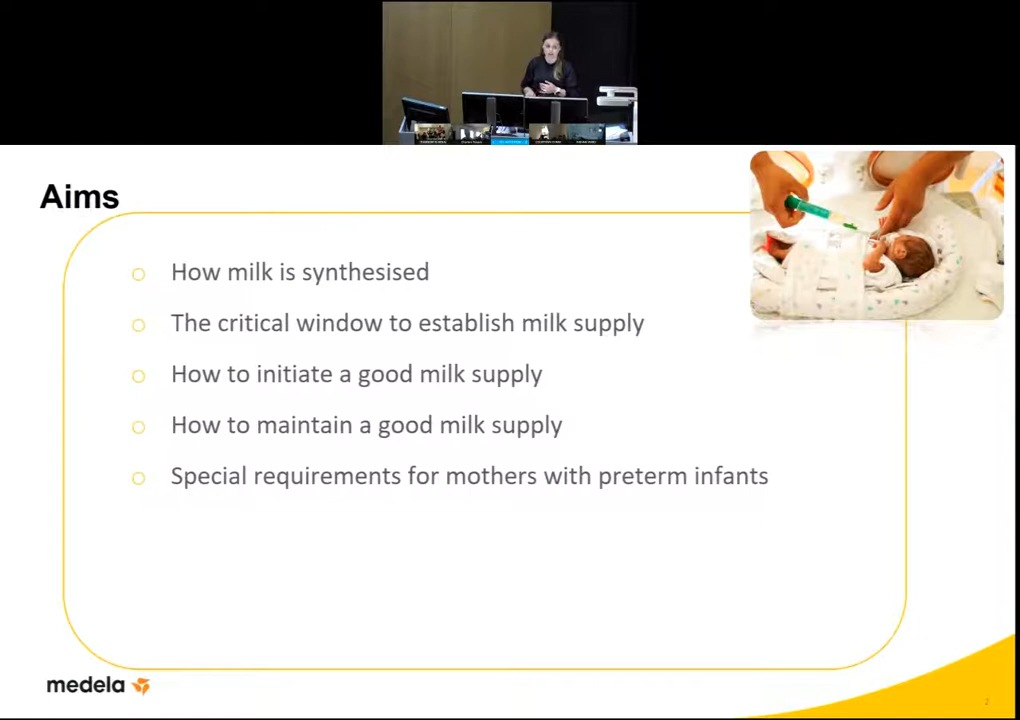 Aims
How milk is synthesised
The critical window to establish milk supply
How to initiate a good milk supply
How to maintain a good milk supply
Special requirements for mothers with preterm infants
medela
2